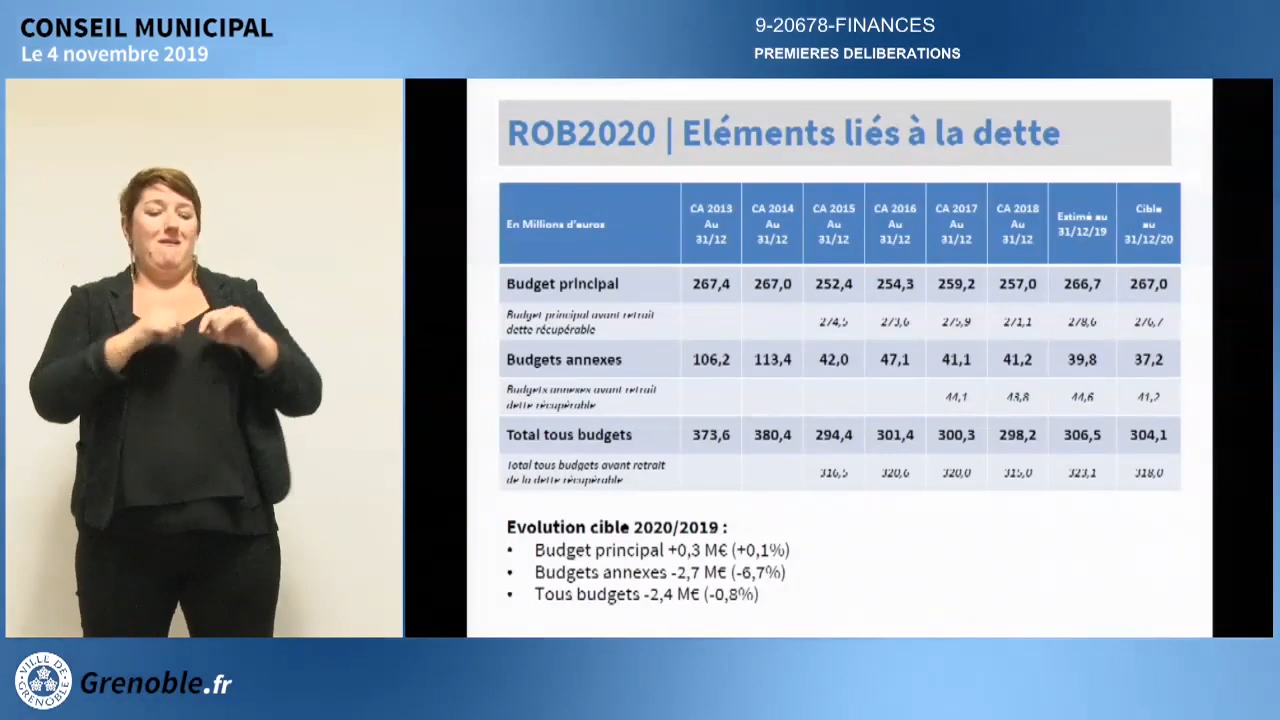 CONSEIL MUNICIPAL
Le 4 novembre 2019
9-20678-FINANCES
PREMIERES DELIBERATIONS
ROB2020 | Eléments liés à la dette
En Millions d'euros CA 2013 Au 31/12 CA 2014 Au 31/12 CA 2015 Au 31/12 CA 2016 Au 31/12 CA 2017 Au 31/12 CA 2018 Au 31/12 Estimé au 31/12/19 Cible au 31/12/20
Budget principal 267,4 267,0 252,4 254,3 259,2 257,0 266,7 267,0
Budget principal avant retrait dette récupérable 274,5 273,6 275,9 271,1 278,6 276,7
Budgets annexes 106,2 113,4 42,0 47,1 41,1 41,2 39,8 37,2
Budgets annexes avant retrait dette récupérable 44,1 43,8 44,6 41,2
Total tous budgets 373,6 380,4 294,4 301,4 300,3 298,2 306,5 304,1
Total tous budgets avant retrait de la dette récupérable 316,5 320,6 320,0 315,0 323,1 318,0
Evolution cible 2020/2019 :
• Budget principal +0,3 M€ (+0,1%)
• Budgets annexes -2,7 M€ (-6,7%)
• Tous budgets -2,4 M€ (-0,8%)
VILLE DE GRENOBLE
Grenoble.fr